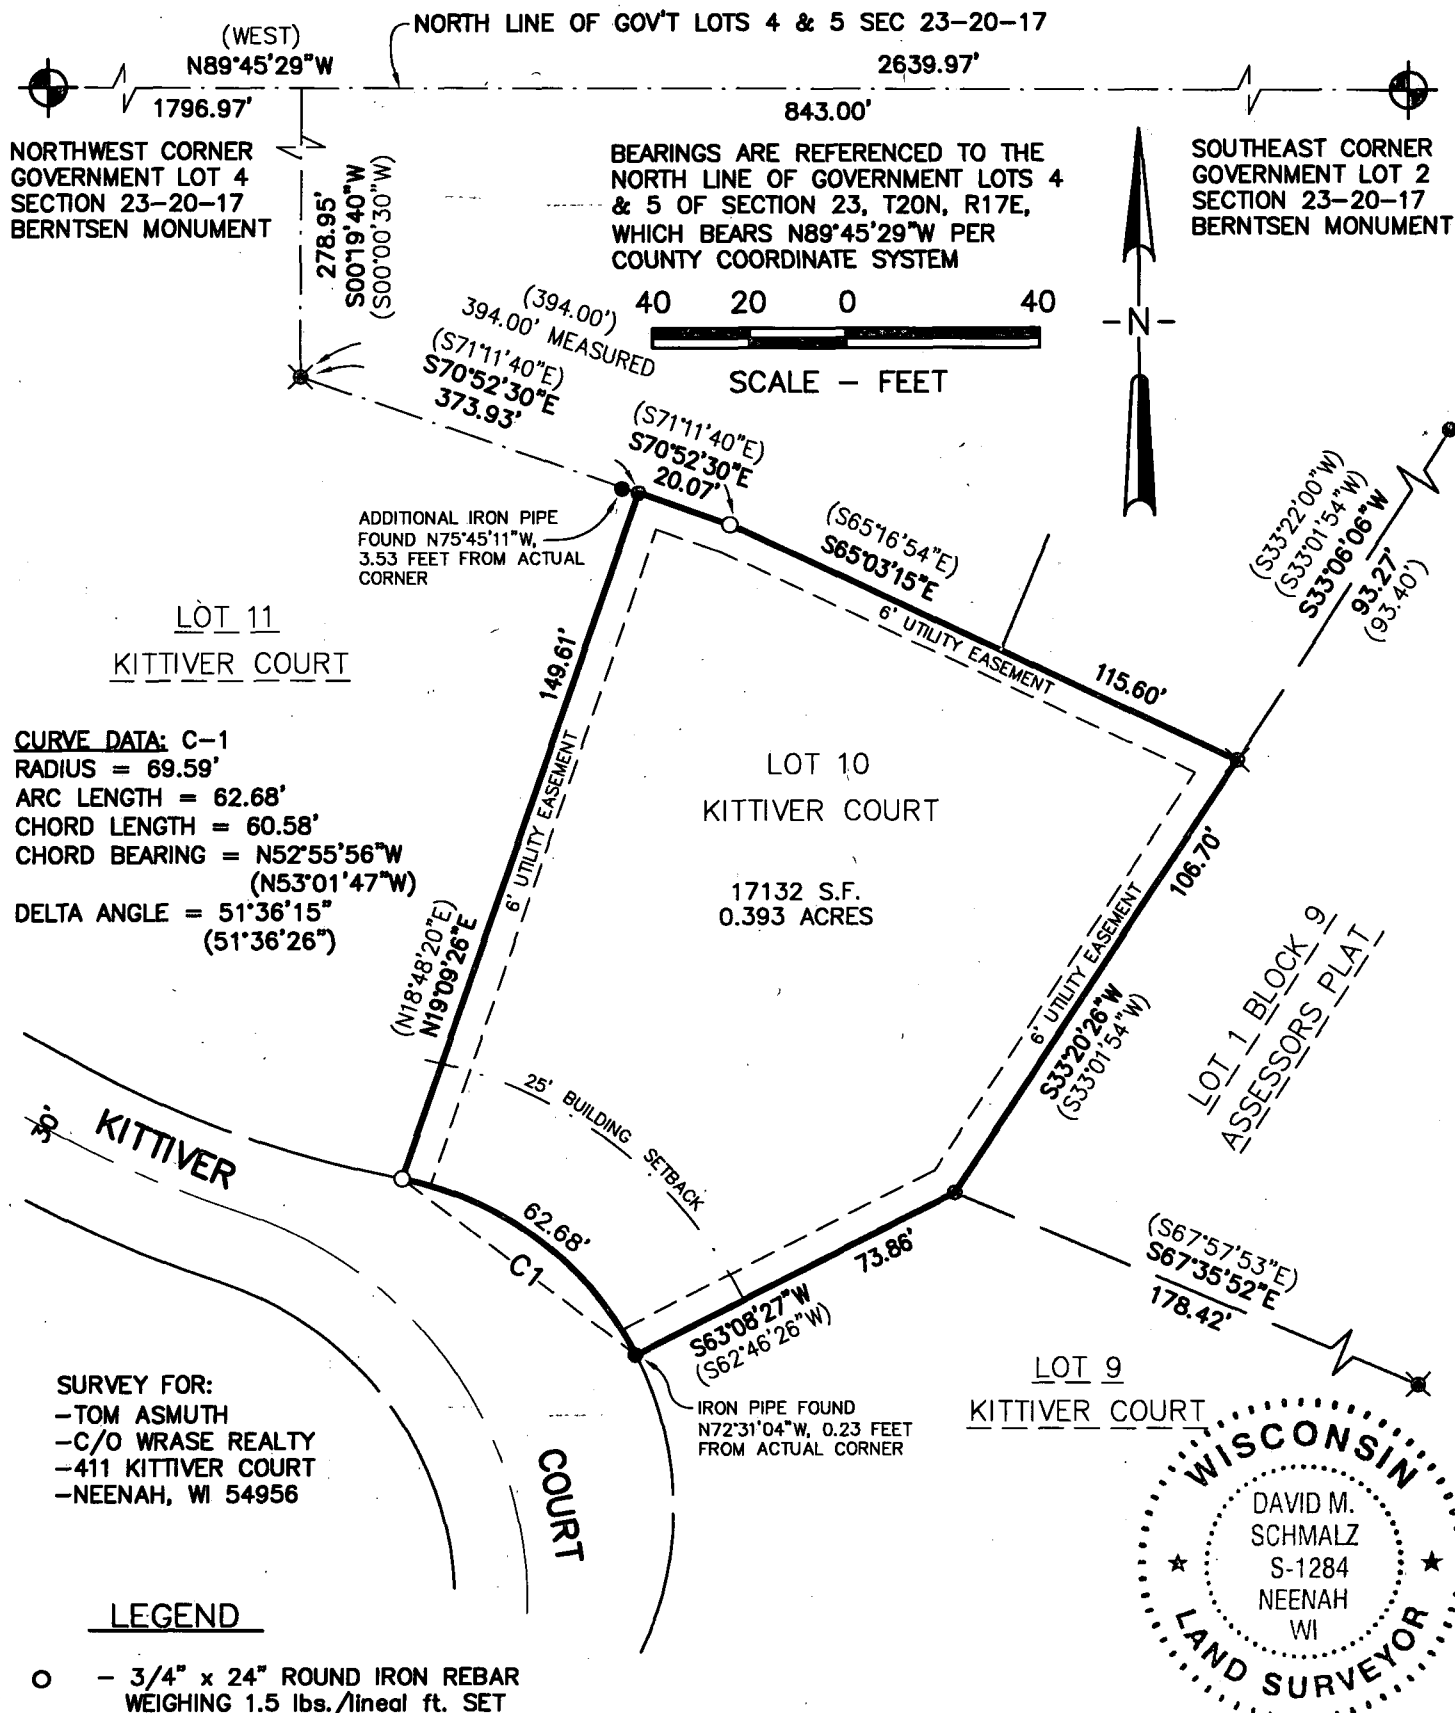 NORTH LINE OF GOV'T LOTS 4 & 5 SEC 23-20-17
(WEST)
N89°45'29"W
2639.97'
1796.97'
843.00'
NORTHWEST CORNER
GOVERNMENT LOT 4
SECTION 23-20-17
BERNTSEN MONUMENT
278.95'
S00°19'40"W
(S00°00'30"W)
BEARINGS ARE REFERENCED TO THE
NORTH LINE OF GOVERNMENT LOTS 4
& 5 OF SECTION 23, T20N, R17E,
WHICH BEARS N89°45'29"W PER
COUNTY COORDINATE SYSTEM
SOUTHEAST CORNER
GOVERNMENT LOT 2
SECTION 23-20-17
BERNTSEN MONUMENT
40 20 0 40
SCALE - FEET
-N-
(394.00')
394.00' MEASURED
(S71°11'40"E)
S70°52'30"E
373.93'
(S71°11'40"E)
S70°52'30"E
20.07'
(S65°16'54"E)
S65°03'15"E
6' UTILITY EASEMENT
115.60'
(S33°22'00"W)
(S33°01'54"W)
S33°06'06"W
93.27'
(93.40')
ADDITIONAL IRON PIPE
FOUND N75°45'11"W,
3.53 FEET FROM ACTUAL
CORNER
LOT 11
KITTIVER COURT
149.61'
6' UTILITY EASEMENT
(N18°48'20"E)
N19°09'26"E
CURVE DATA: C-1
RADIUS = 69.59'
ARC LENGTH = 62.68'
CHORD LENGTH = 60.58'
CHORD BEARING = N52°55'56"W
(N53°01'47"W)
DELTA ANGLE = 51°36'15"
(51°36'26")
LOT 10
KITTIVER COURT
17132 S.F.
0.393 ACRES
106.70'
6' UTILITY EASEMENT
S33°20'26"W
(S33°01'54"W)
LOT 1 BLOCK 9
ASSESSORS PLAT
25' BUILDING SETBACK
30'
KITTIVER
62.68'
C1
73.86'
S63°08'27"W
(S62°46'26"W)
(S67°57'53"E)
S67°35'52"E
178.42'
IRON PIPE FOUND
N72°31'04"W, 0.23 FEET
FROM ACTUAL CORNER
LOT 9
KITTIVER COURT
SURVEY FOR:
-TOM ASMUTH
-C/O WRASE REALTY
-411 KITTIVER COURT
-NEENAH, WI 54956
COURT
WISCONSIN
DAVID M.
SCHMALZ
S-1284
NEENAH
WI
LAND SURVEYOR
LEGEND
O - 3/4" x 24" ROUND IRON REBAR
WEIGHING 1.5 lbs./lineal ft. SET